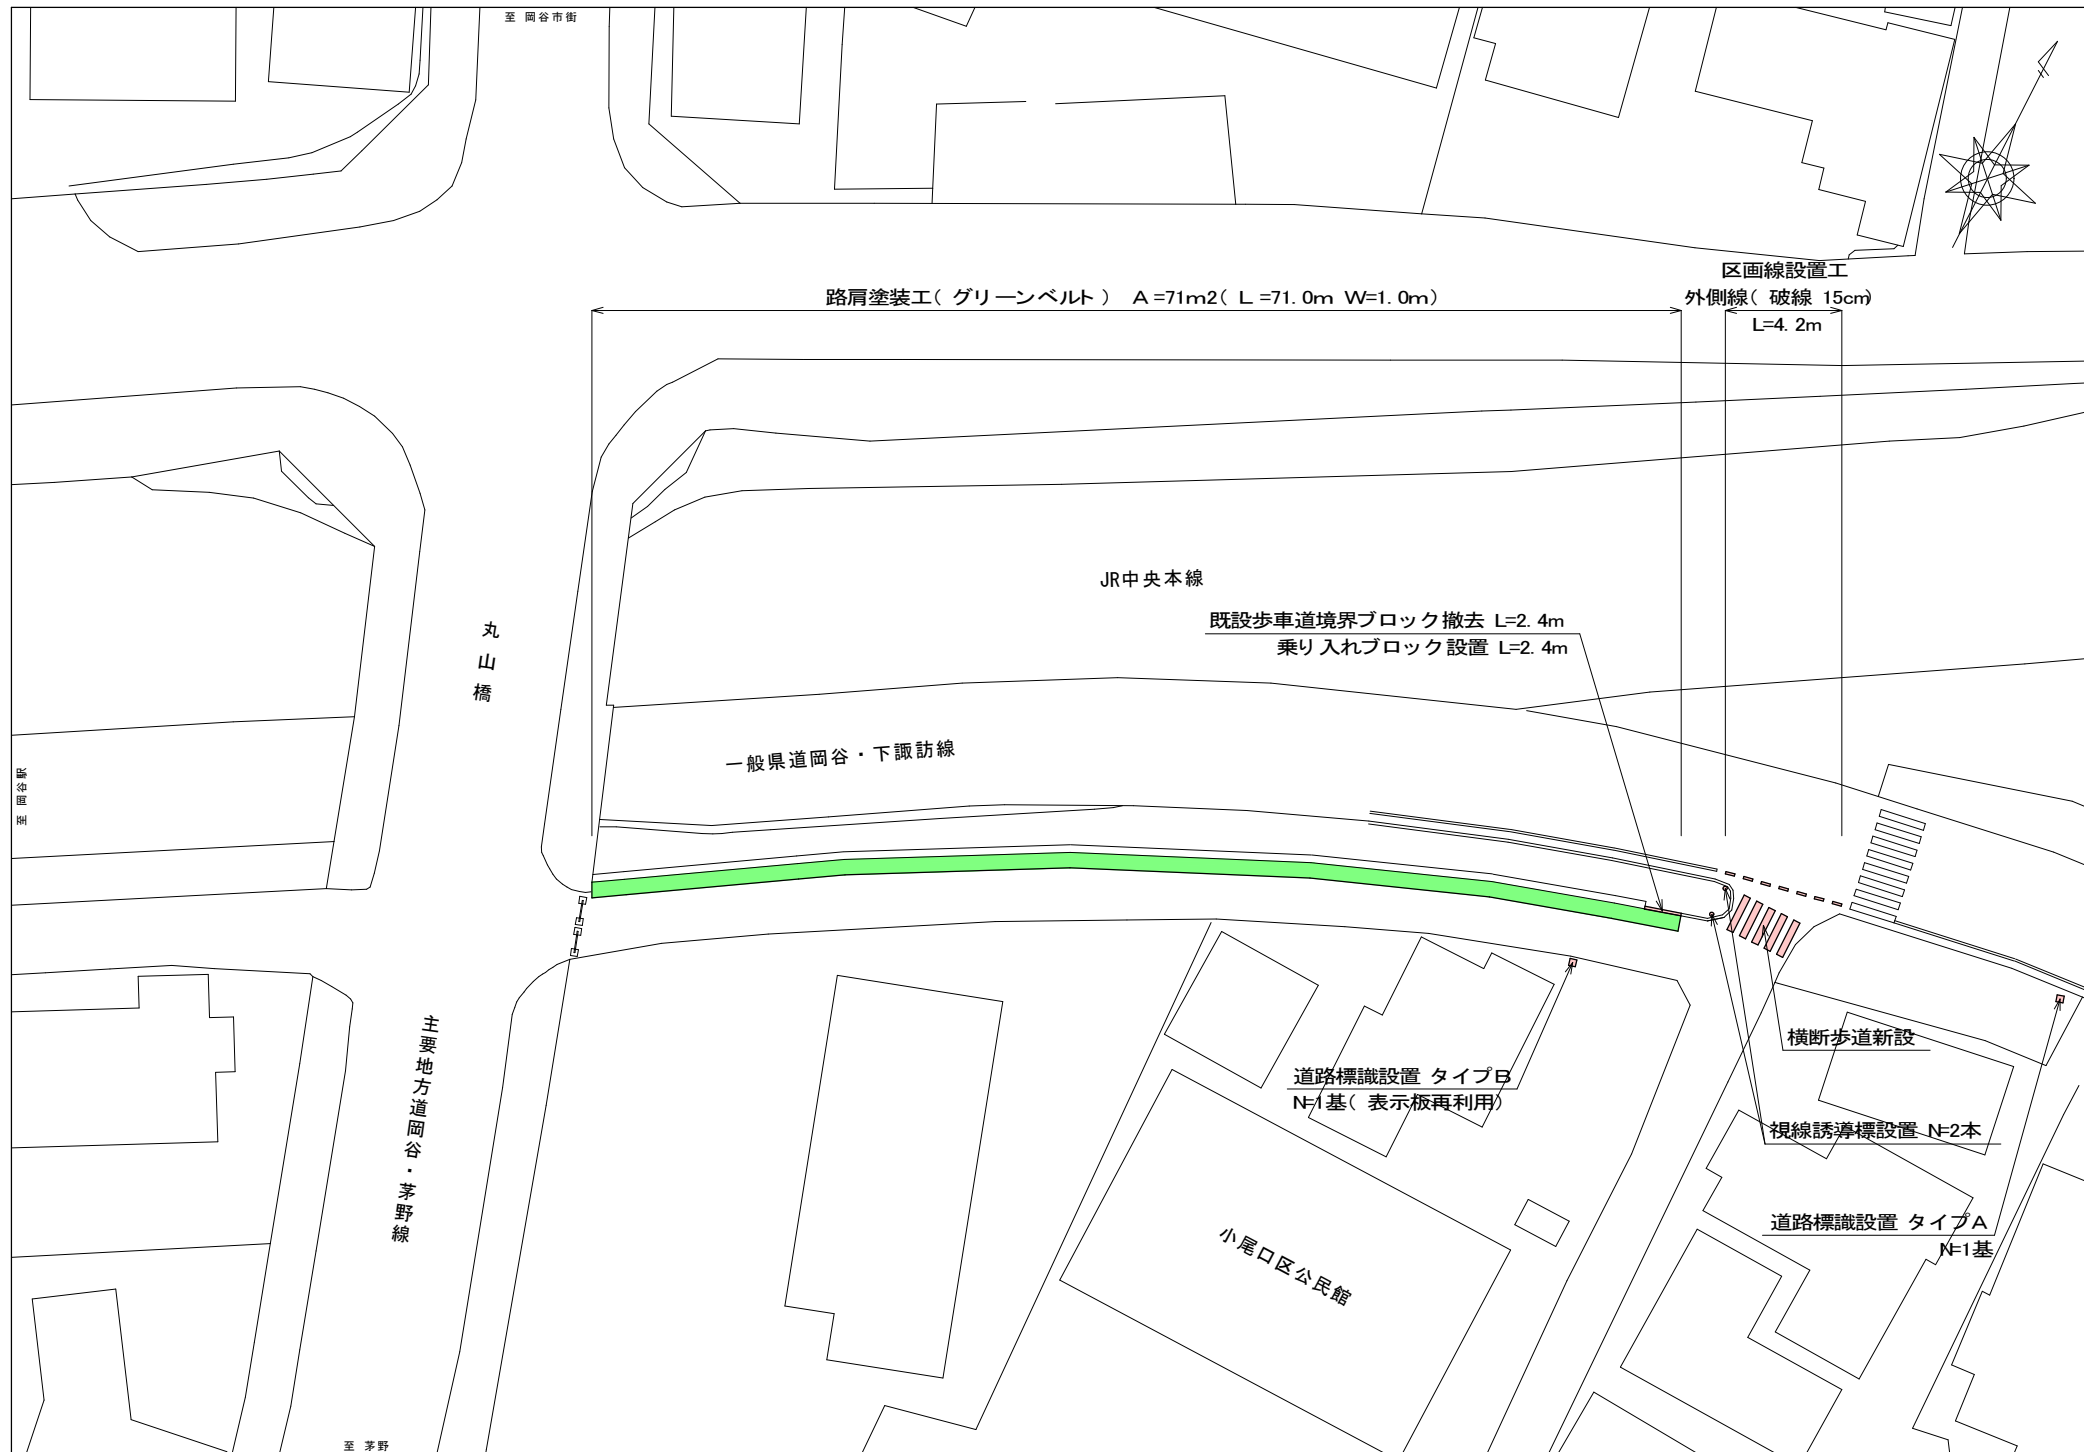 至 岡谷市街
区画線設置工
路肩塗装工( グリーンベルト ) A=71m2( L=71.0m W=1.0m)
外側線( 破線 15cm)
L=4.2m
JR中央本線
既設歩車道境界ブロック撤去 L=2.4m
乗り入れブロック設置 L=2.4m
丸山橋
一般県道岡谷・下諏訪線
至 岡谷駅
主要地方道岡谷・茅野線
横断歩道新設
道路標識設置 タイプB
N=1基( 表示板再利用)
視線誘導標設置 N=2本
道路標識設置 タイプA
N=1基
小尾口区公民館
至 茅野